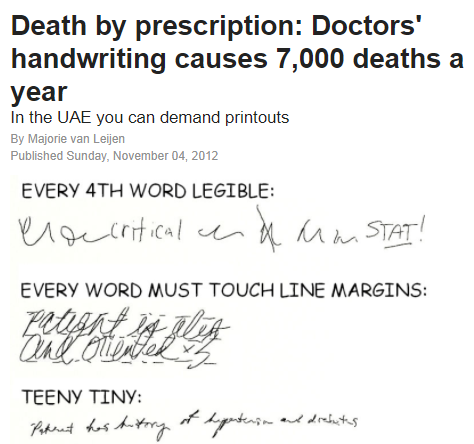 Death by prescription: Doctors'
handwriting causes 7,000 deaths a
year
In the UAE you can demand printouts
By Majorie van Leijen
Published Sunday, November 04, 2012
EVERY 4TH WORD LEGIBLE:
critical STAT!
EVERY WORD MUST TOUCH LINE MARGINS:
Patient is alert
and oriented x3
TEENY TINY:
Patient has history of hypertension and diabetes